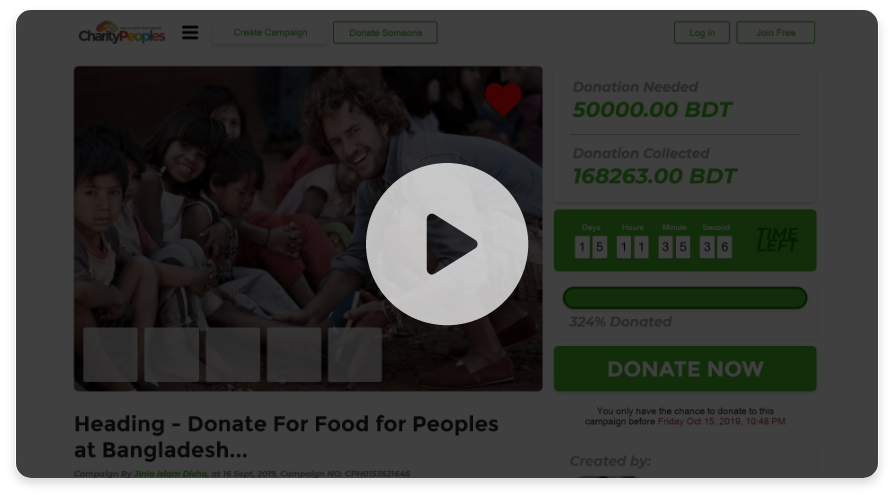 CharityPeoples
Create Campaign
Donate Someone
Log in
Join Free
Donation Needed
50000.00 BDT
Donation Collected
168263.00 BDT
Days Hours Minute Second
1 5 1 1 3 5 3 6
TIME
LEFT
324% Donated
DONATE NOW
You only have the chance to donate to this
campaign before Friday Oct 15, 2019, 10:48 PM
Heading - Donate For Food for Peoples
at Bangladesh...
Campaign By Jinia Islam Disha, at 16 Sept, 2019, Campaign NO: CPH0153621646
Created by: